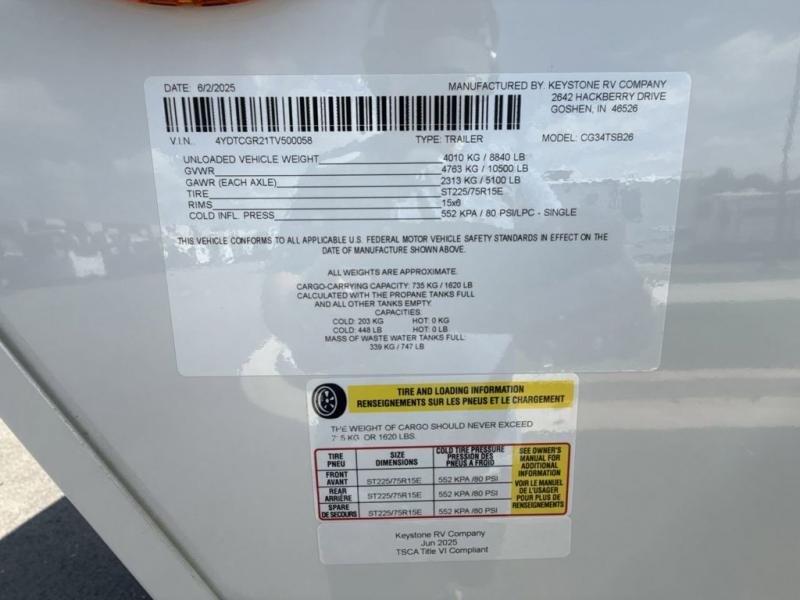 DATE: 6/2/2025 MANUFACTURED BY: KEYSTONE RV COMPANY
2642 HACKBERRY DRIVE
GOSHEN, IN 46526
V.I.N. 4YDTCGR21TV500058 TYPE: TRAILER MODEL: CG34TSB26
UNLOADED VEHICLE WEIGHT 4010 KG / 8840 LB
GVWR 4763 KG / 10500 LB
GAWR (EACH AXLE) 2313 KG / 5100 LB
TIRE ST225/75R15E
RIMS 15x6
COLD INFL. PRESS 552 KPA / 80 PSI/LPC - SINGLE
THIS VEHICLE CONFORMS TO ALL APPLICABLE U.S. FEDERAL MOTOR VEHICLE SAFETY STANDARDS IN EFFECT ON THE
DATE OF MANUFACTURE SHOWN ABOVE.
ALL WEIGHTS ARE APPROXIMATE.
CARGO-CARRYING CAPACITY: 735 KG / 1620 LB
CALCULATED WITH THE PROPANE TANKS FULL
AND ALL OTHER TANKS EMPTY.
CAPACITIES:
COLD: 203 KG HOT: 0 KG
COLD: 448 LB HOT: 0 LB
MASS OF WASTE WATER TANKS FULL:
339 KG / 747 LB
TIRE AND LOADING INFORMATION
RENSEIGNEMENTS SUR LES PNEUS ET LE CHARGEMENT
THE WEIGHT OF CARGO SHOULD NEVER EXCEED
735 KG OR 1620 LBS.
TIRE
PNEU
SIZE
DIMENSIONS
COLD TIRE PRESSURE
PRESSION DES
PNEUS A FROID
FRONT
AVANT
ST225/75R15E 552 KPA /80 PSI
REAR
ARRIÈRE
ST225/75R15E 552 KPA /80 PSI
SPARE
DE SECOURS
ST225/75R15E 552 KPA /80 PSI
SEE OWNER'S
MANUAL FOR
ADDITIONAL
INFORMATION
VOIR LE MANUEL
DE L'USAGER
POUR PLUS DE
RENSEIGNEMENTS
Keystone RV Company
Jun 2025
TSCA Title VI Compliant